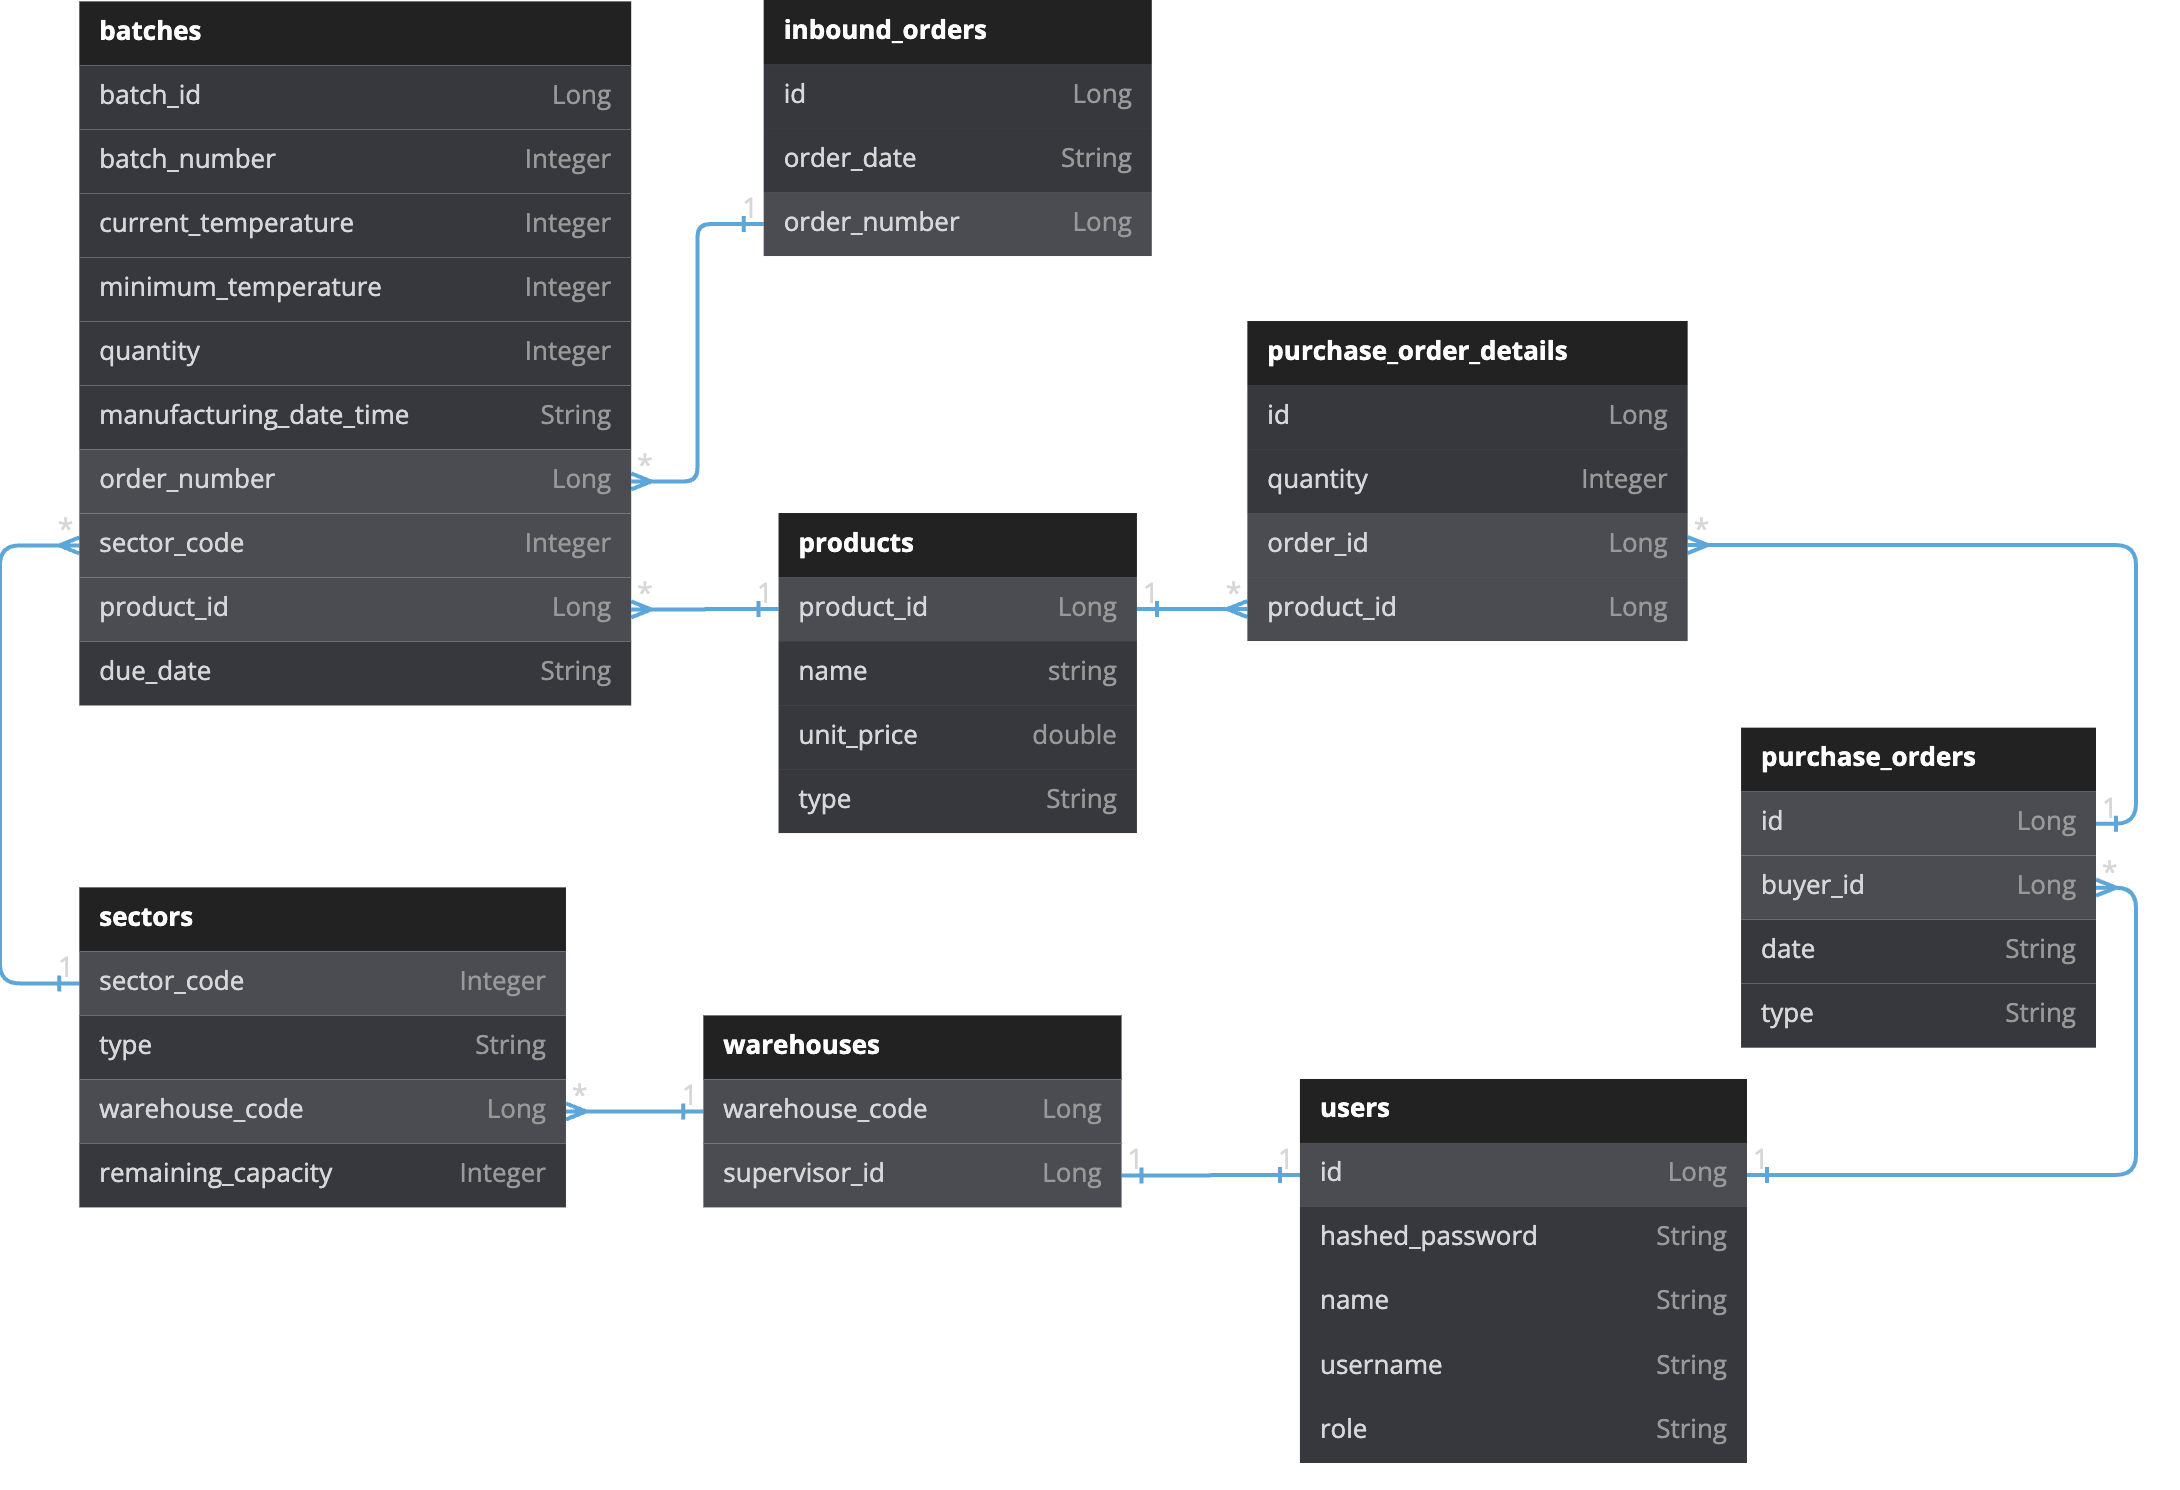 batches
batch_id Long
batch_number Integer
current_temperature Integer
minimum_temperature Integer
quantity Integer
manufacturing_date_time String
order_number Long
*
* sector_code Integer
product_id Long
*
due_date String
inbound_orders
id Long
order_date String
1
order_number Long
products
1 product_id Long 1
name string
unit_price double
type String
purchase_order_details
id Long
quantity Integer
order_id Long
*
* product_id Long
purchase_orders
id Long 1
buyer_id Long *
date String
type String
sectors
1 sector_code Integer
type String
warehouse_code Long *
remaining_capacity Integer
warehouses
1 warehouse_code Long
supervisor_id Long 1
users
1 id Long 1
hashed_password String
name String
username String
role String